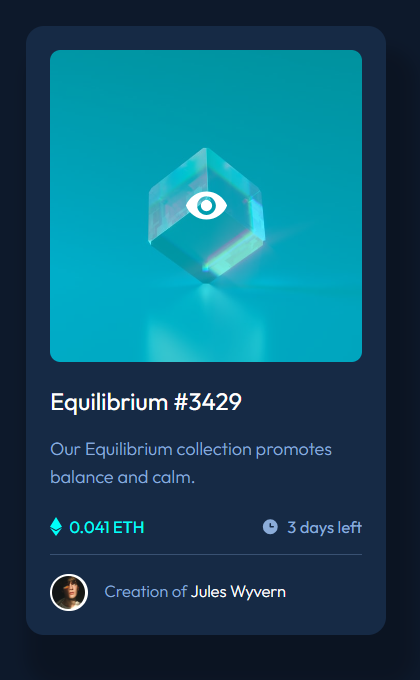 Equilibrium #3429
Our Equilibrium collection promotes
balance and calm.
0.041 ETH
3 days left
Creation of Jules Wyvern